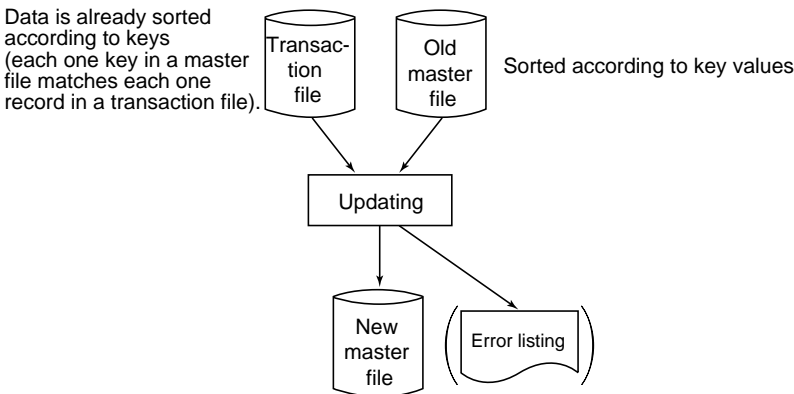 Data is already sorted
according to keys
(each one key in a master
file matches each one
record in a transaction file).
Transac-
tion
file
Old
master
file
Sorted according to key values
Updating
New
master
file
Error listing